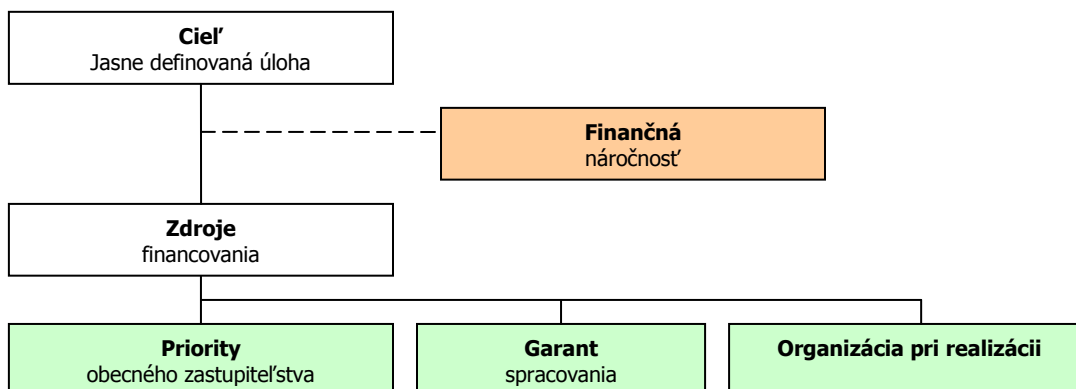 Cieľ
Jasne definovaná úloha
Finančná
náročnosť
Zdroje
financovania
Priority
obecného zastupiteľstva
Garant
spracovania
Organizácia pri realizácii